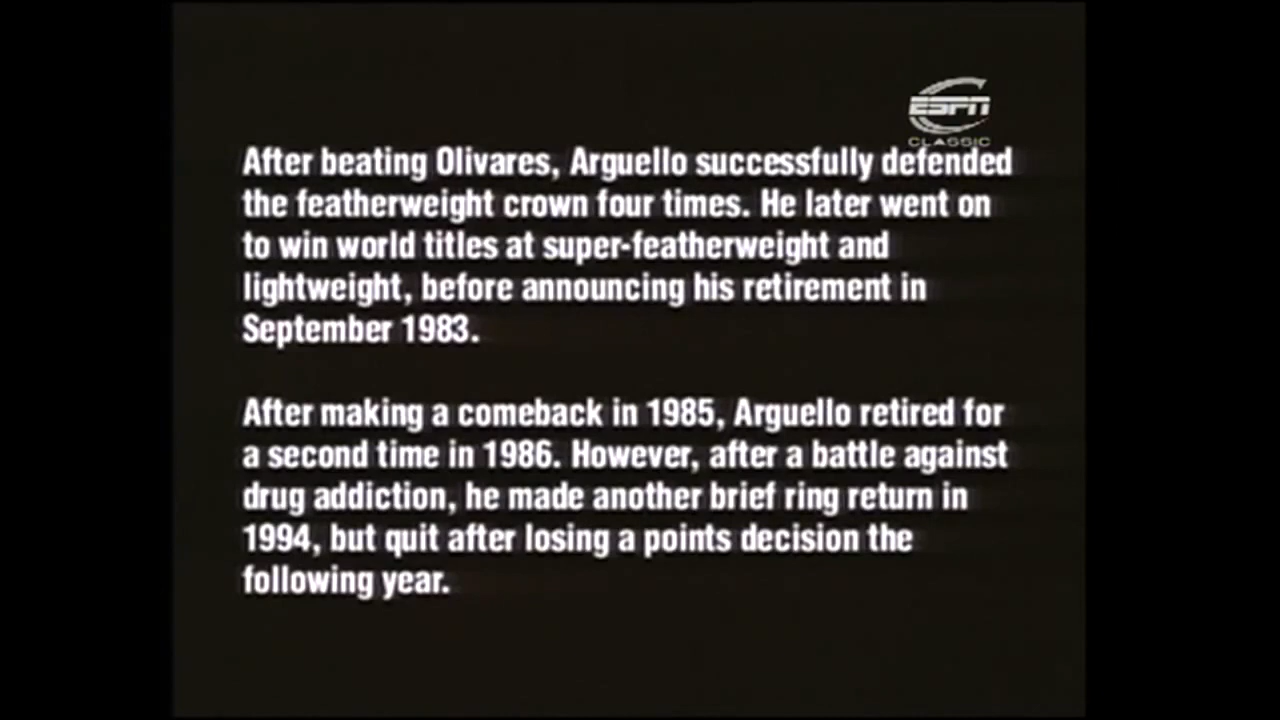 ESPN
CLASSIC
After beating Olivares, Arguello successfully defended
the featherweight crown four times. He later went on
to win world titles at super-featherweight and
lightweight, before announcing his retirement in
September 1983.
After making a comeback in 1985, Arguello retired for
a second time in 1986. However, after a battle against
drug addiction, he made another brief ring return in
1994, but quit after losing a points decision the
following year.